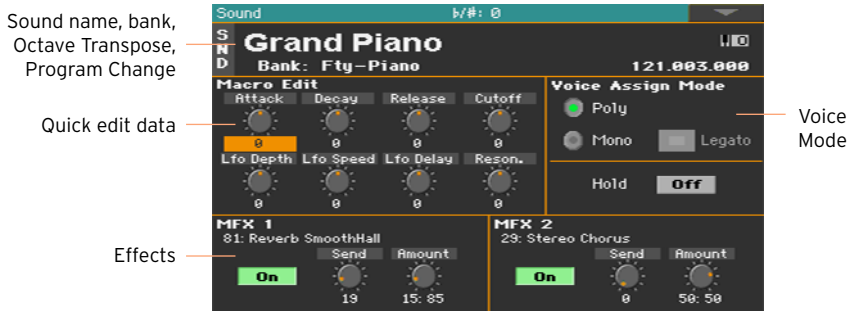 Sound name, bank,
Octave Transpose,
Program Change
Quick edit data
Effects
Voice
Mode
Sound b/#: 0
SND
Grand Piano
Bank: Fty-Piano 121.003.000
Macro Edit
Attack Decay Release Cutoff
0 0 0 0
Lfo Depth Lfo Speed Lfo Delay Reson.
0 0 0 0
Voice Assign Mode
Poly
Mono Legato
Hold Off
MFX 1
81: Reverb SmoothHall
Send Amount
On
19 15: 85
MFX 2
29: Stereo Chorus
Send Amount
On
0 50: 50